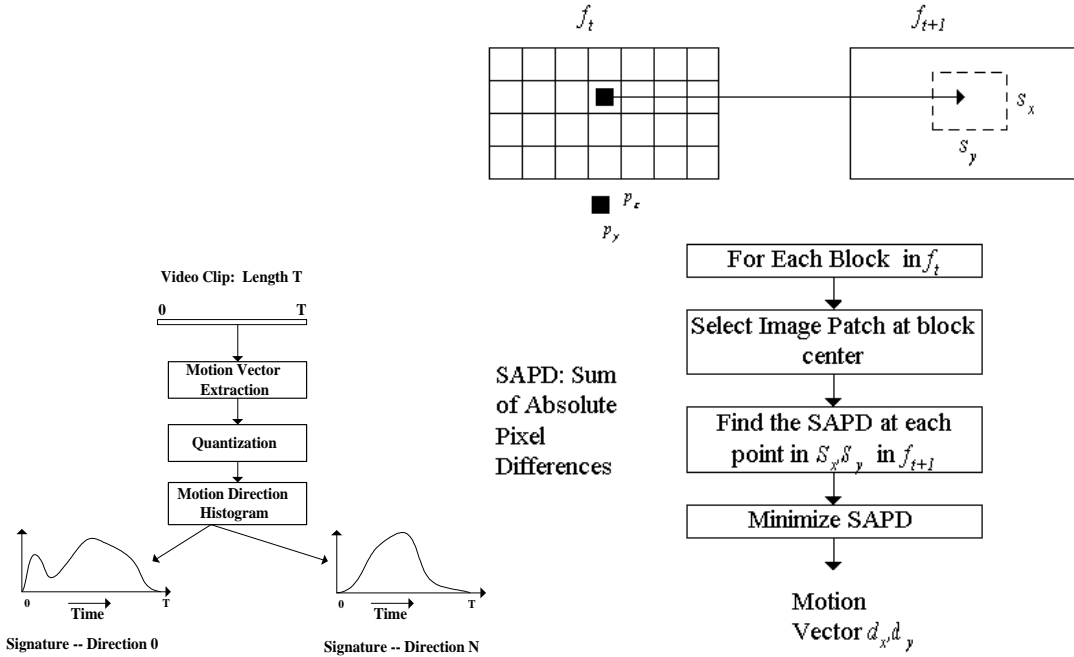 Video Clip: Length T
0 T
Motion Vector
Extraction
Quantization
Motion Direction
Histogram
0 T
Time
Signature -- Direction 0
0 T
Time
Signature -- Direction N
f_t
f_{t+1}
S_x
S_y
p_x
p_y
For Each Block in f_t
Select Image Patch at block
center
SAPD: Sum
of Absolute
Pixel
Differences
Find the SAPD at each
point in S_x,S_y in f_{t+1}
Minimize SAPD
Motion
Vector d_x,d_y